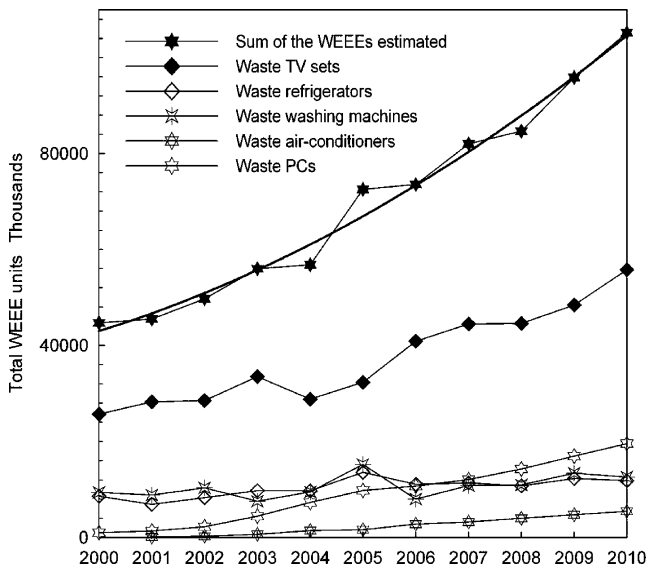 Sum of the WEEEs estimated
Waste TV sets
Waste refrigerators
Waste washing machines
Waste air-conditioners
Waste PCs
Total WEEE units Thousands
80000
40000
0
2000 2001 2002 2003 2004 2005 2006 2007 2008 2009 2010